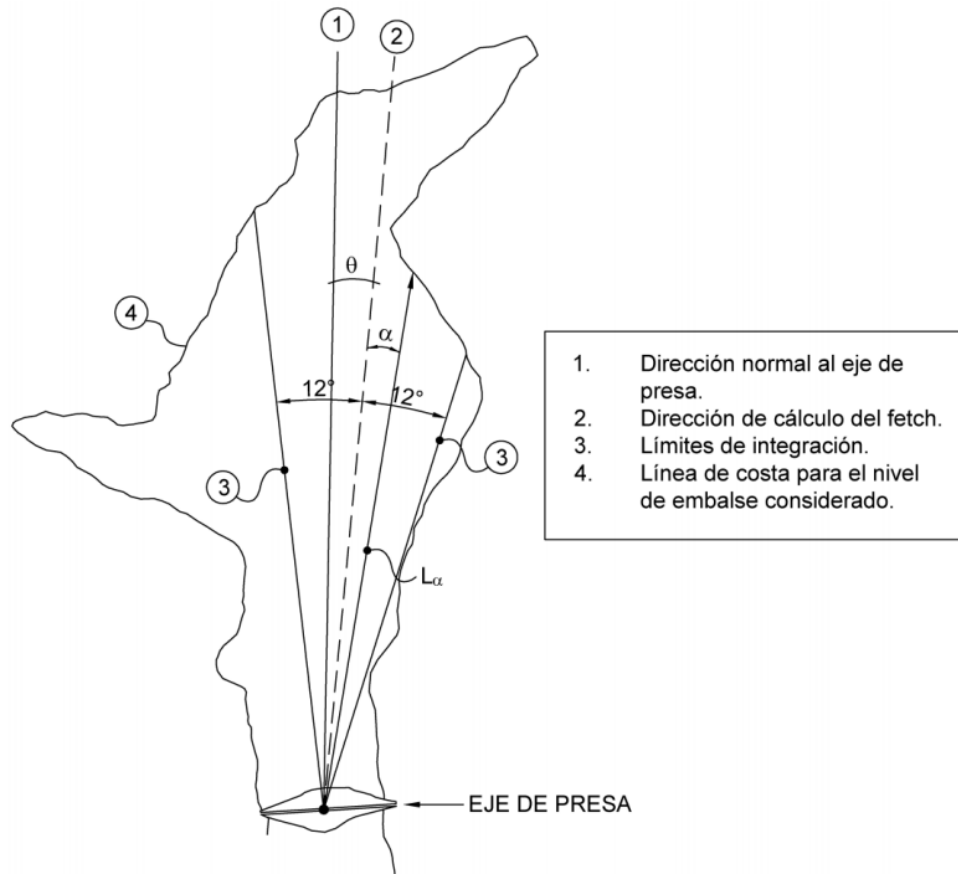 1
2
θ
4
α
12°
12°
3
3
Lα
EJE DE PRESA
1. Dirección normal al eje de
presa.
2. Dirección de cálculo del fetch.
3. Límites de integración.
4. Línea de costa para el nivel
de embalse considerado.